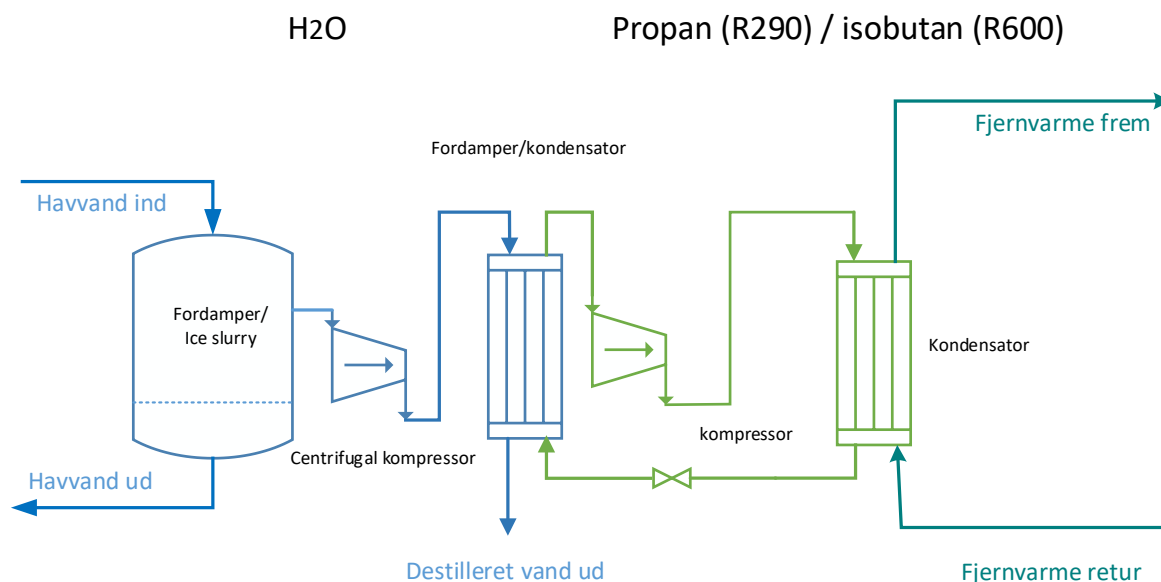 H2O
Propan (R290) / isobutan (R600)
Fjernvarme frem
Fordamper/kondensator
Havvand ind
Fordamper/
Ice slurry
Kondensator
kompressor
Centrifugal kompressor
Havvand ud
Destilleret vand ud
Fjernvarme retur